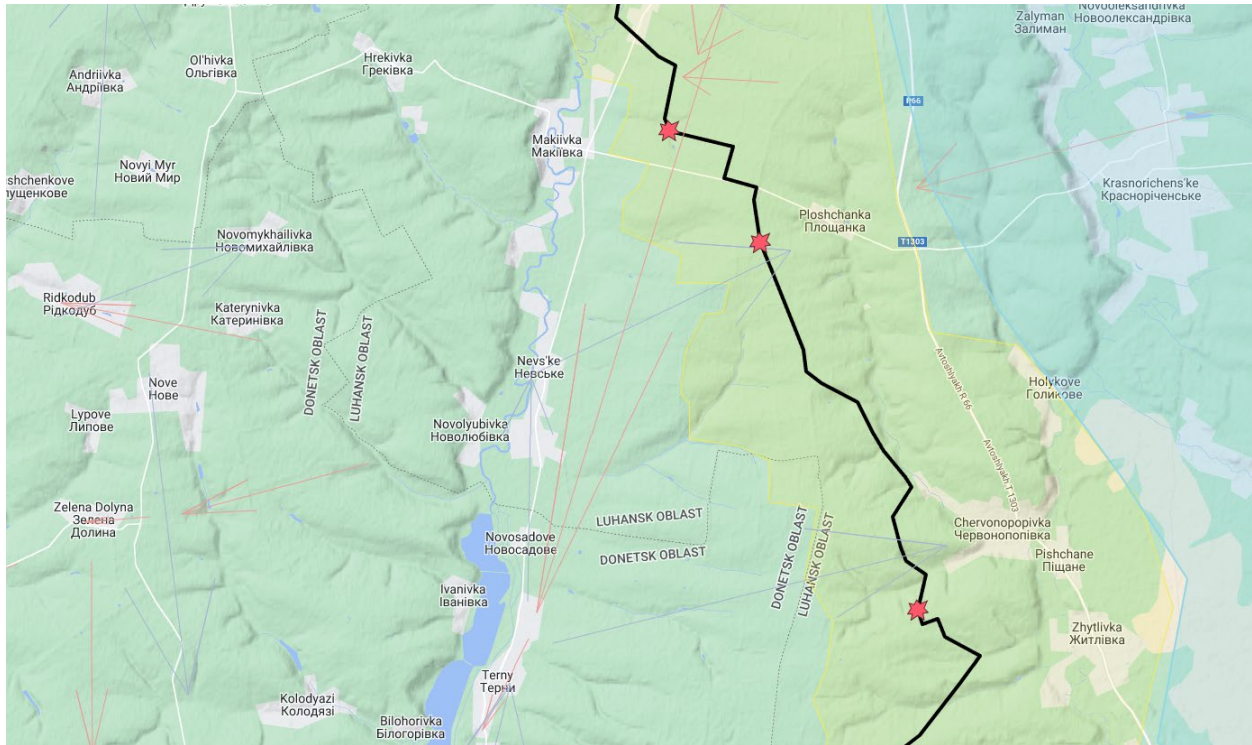 Zalyman
Залиман
Новоолександрівка
Ol'hivka
Ольгівка
Hrekivka
Греківка
Andriivka
Андріївка
P66
Makiivka
Макіївка
Novyi Myr
Новий Мир
shchenkove
лущенкове
Krasnorichens'ke
Красноріченське
Ploshchanka
Площанка
T1303
Novomykhailivka
Новомихайлівка
Ridkodub
Рідкодуб
Katerynivka
Катеринівка
DONETSK OBLAST
LUHANSK OBLAST
Nevs'ke
Невське
Avtoshlyakh R 66
Holykove
Голикове
Nove
Нове
Lypove
Липове
Novolyubivka
Новолюбівка
Avtoshlyakh T 1303
Zelena Dolyna
Зелена
Долина
LUHANSK OBLAST
DONETSK OBLAST
DONETSK OBLAST
LUHANSK OBLAST
Chervonopopivka
Червонопопівка
Novosadove
Новосадове
Pishchane
Піщане
Ivanivka
Іванівка
Zhytlivka
Житлівка
Terny
Терни
Kolodyazi
Колодязі
Bilohorivka
Білогорівка